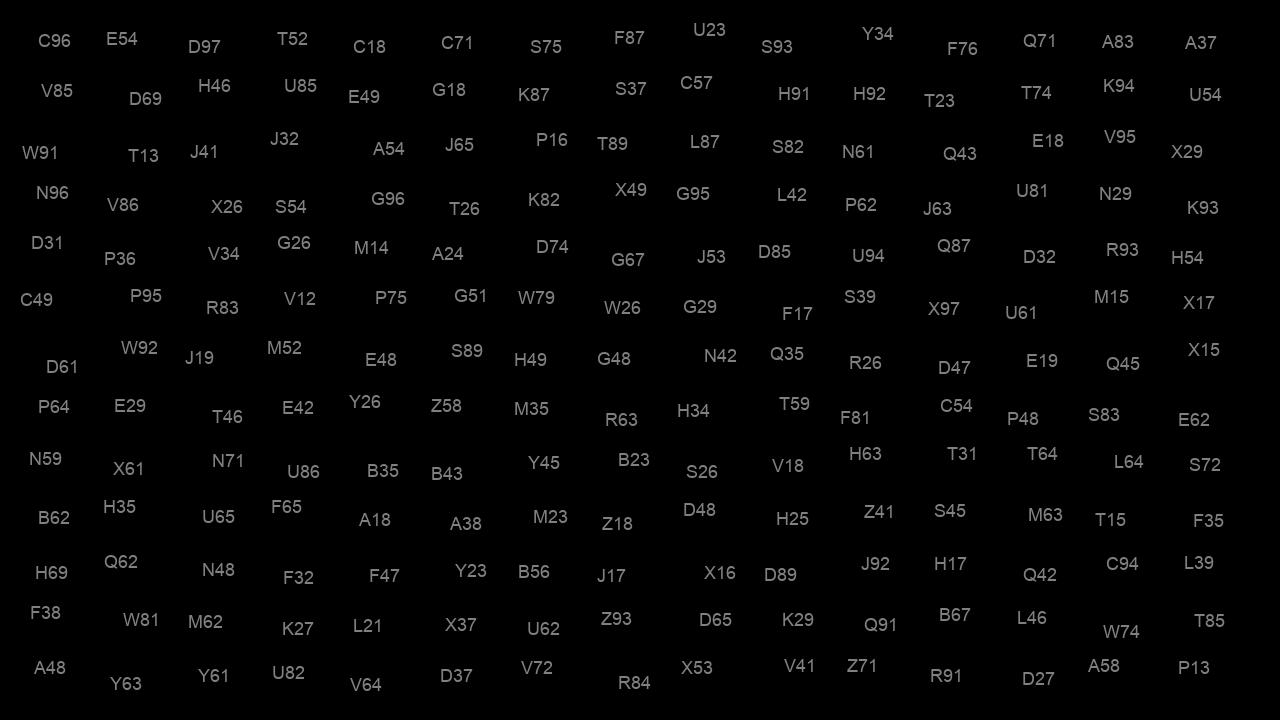 C96 E54 D97 T52 C18 C71 S75 F87 U23 S93 Y34 F76 Q71 A83 A37
V85 D69 H46 U85 E49 G18 K87 S37 C57 H91 H92 T23 T74 K94 U54
W91 T13 J41 J32 A54 J65 P16 T89 L87 S82 N61 Q43 E18 V95 X29
N96 V86 X26 S54 G96 T26 K82 X49 G95 L42 P62 J63 U81 N29 K93
D31 P36 V34 G26 M14 A24 D74 G67 J53 D85 U94 Q87 D32 R93 H54
C49 P95 R83 V12 P75 G51 W79 W26 G29 F17 S39 X97 U61 M15 X17
D61 W92 J19 M52 E48 S89 H49 G48 N42 Q35 R26 D47 E19 Q45 X15
P64 E29 T46 E42 Y26 Z58 M35 R63 H34 T59 F81 C54 P48 S83 E62
N59 X61 N71 U86 B35 B43 Y45 B23 S26 V18 H63 T31 T64 L64 S72
B62 H35 U65 F65 A18 A38 M23 Z18 D48 H25 Z41 S45 M63 T15 F35
H69 Q62 N48 F32 F47 Y23 B56 J17 X16 D89 J92 H17 Q42 C94 L39
F38 W81 M62 K27 L21 X37 U62 Z93 D65 K29 Q91 B67 L46 W74 T85
A48 Y63 Y61 U82 V64 D37 V72 R84 X53 V41 Z71 R91 D27 A58 P13